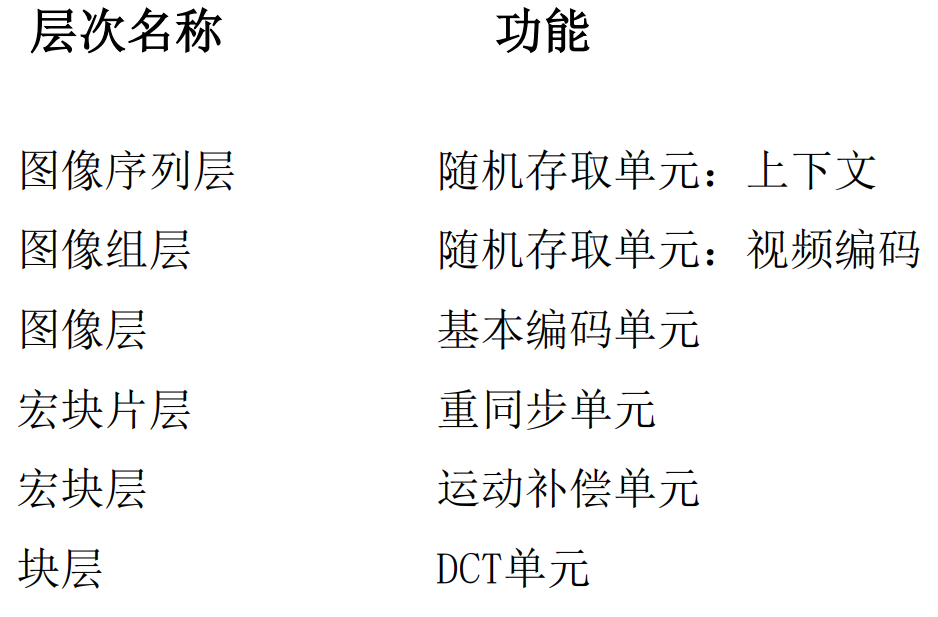 层次名称 功能
图像序列层 随机存取单元：上下文
图像组层 随机存取单元：视频编码
图像层 基本编码单元
宏块片层 重同步单元
宏块层 运动补偿单元
块层 DCT单元